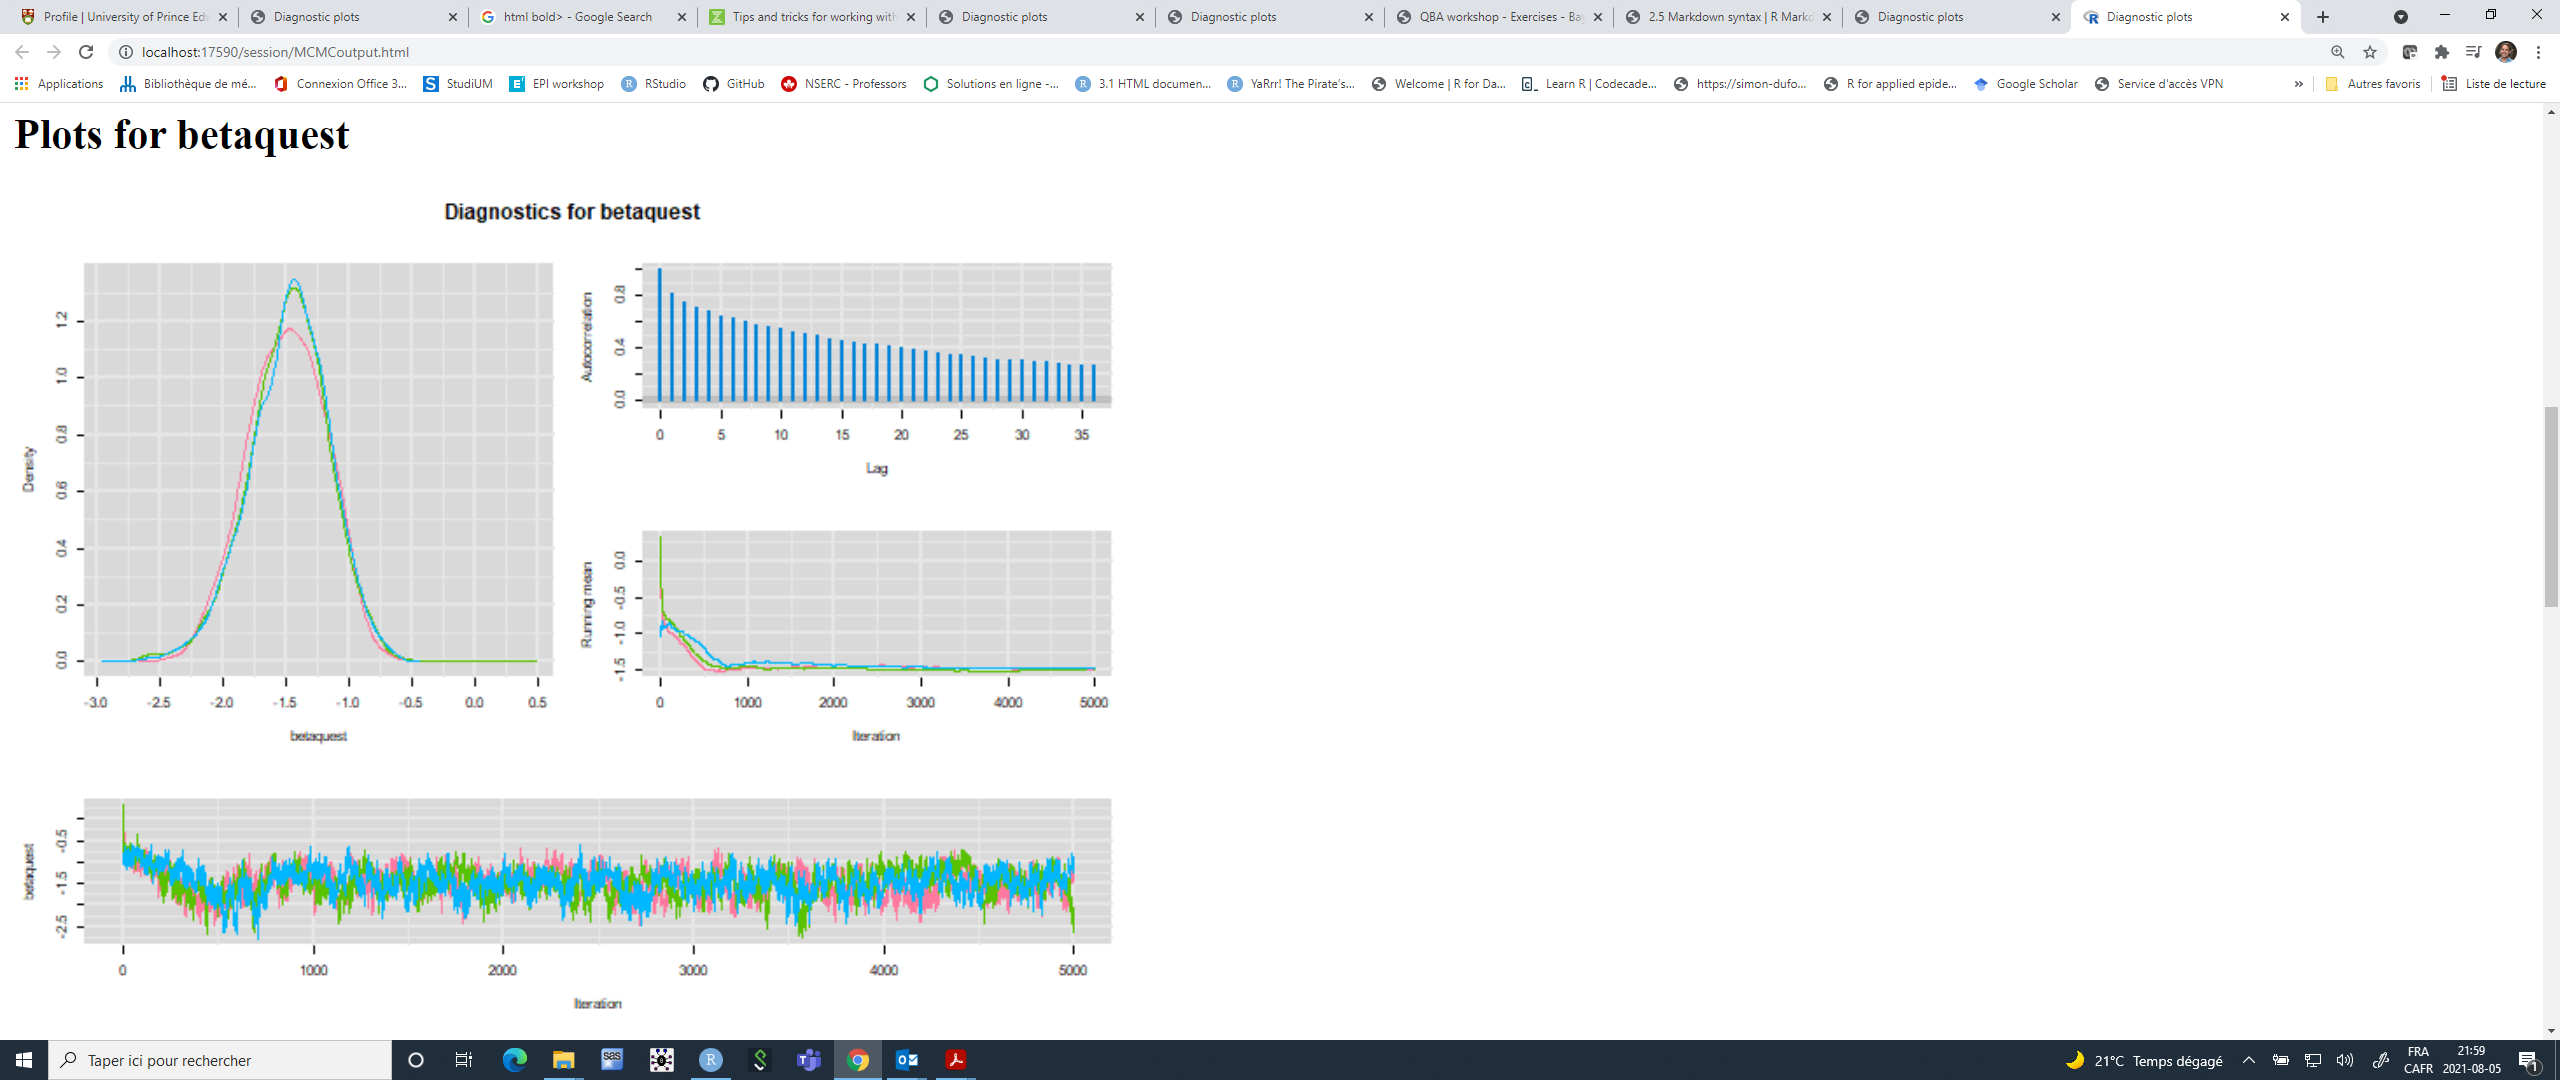 Profile | University of Prince Edv
Diagnostic plots
html bold> - Google Search
Tips and tricks for working with
Diagnostic plots
Diagnostic plots
QBA workshop - Exercises - Bay
2.5 Markdown syntax | R Markd
Diagnostic plots
Diagnostic plots
localhost:17590/session/MCMCoutput.html
Applications
Bibliothèque de mé...
Connexion Office 3...
StudiUM
EPI workshop
RStudio
GitHub
NSERC - Professors
Solutions en ligne -...
3.1 HTML documen...
YaRrr! The Pirate's...
Welcome | R for Da...
Learn R | Codecade...
https://simon-dufo...
R for applied epide...
Google Scholar
Service d'accès VPN
»
Autres favoris
Liste de lecture
Plots for betaquest
Diagnostics for betaquest
Density
0.0 0.2 0.4 0.6 0.8 1.0 1.2
-3.0 -2.5 -2.0 -1.5 -1.0 -0.5 0.0 0.5
betaquest
Autocorrelation
0.0 0.4 0.8
0 5 10 15 20 25 30 35
Lag
Running mean
-1.5 -1.0 -0.5 0.0
0 1000 2000 3000 4000 5000
Iteration
betaquest
-2.5 -1.5 -0.5
0 1000 2000 3000 4000 5000
Iteration
Taper ici pour rechercher
sas
21°C Temps dégagé
FRA
CAFR
21:59
2021-08-05
1